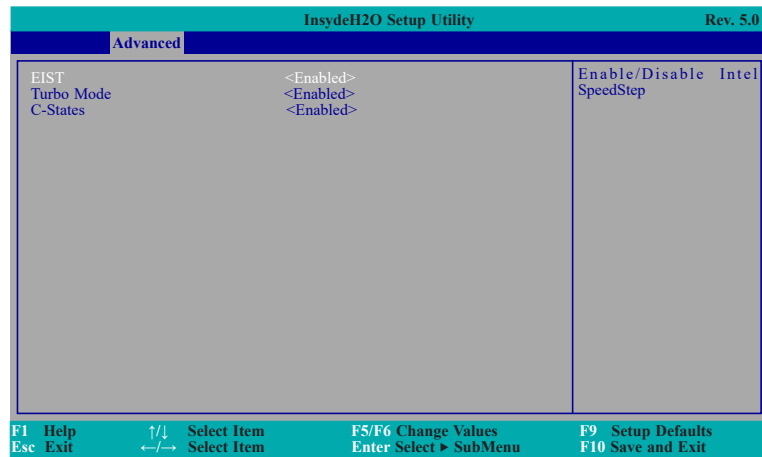 InsydeH2O Setup Utility Rev. 5.0
Advanced
EIST <Enabled>
Turbo Mode <Enabled>
C-States <Enabled>
Enable/Disable Intel
SpeedStep
F1 Help ↑/↓ Select Item F5/F6 Change Values F9 Setup Defaults
Esc Exit ←/→ Select Item Enter Select ▶ SubMenu F10 Save and Exit